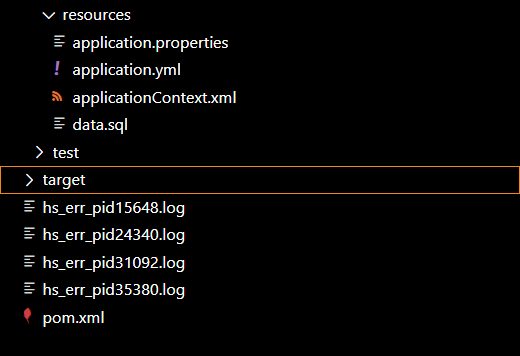 resources
application.properties
application.yml
applicationContext.xml
data.sql
test
target
hs_err_pid15648.log
hs_err_pid24340.log
hs_err_pid31092.log
hs_err_pid35380.log
pom.xml